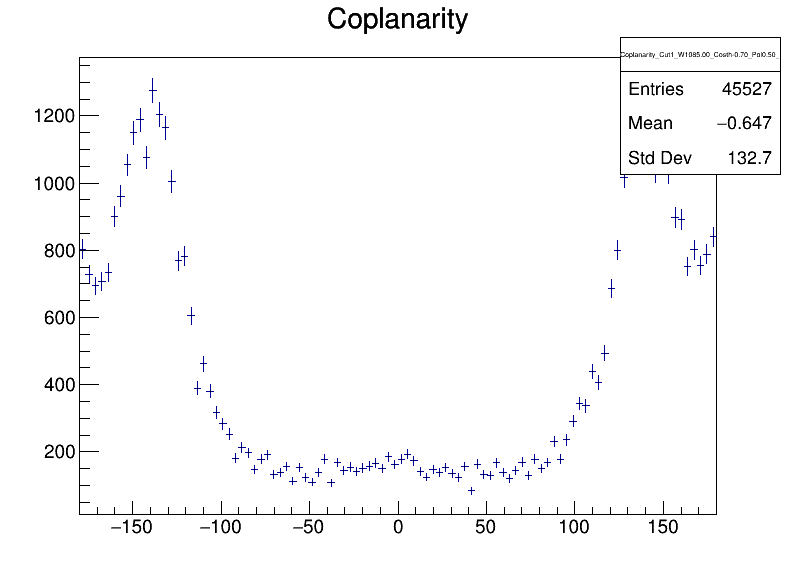 Coplanarity
Coplanarity_Cut1_W1085.00_Costh-0.70_Pol0.50_
Entries 45527
Mean −0.647
Std Dev 132.7
1200
1000
800
600
400
200
−150 −100 −50 0 50 100 150